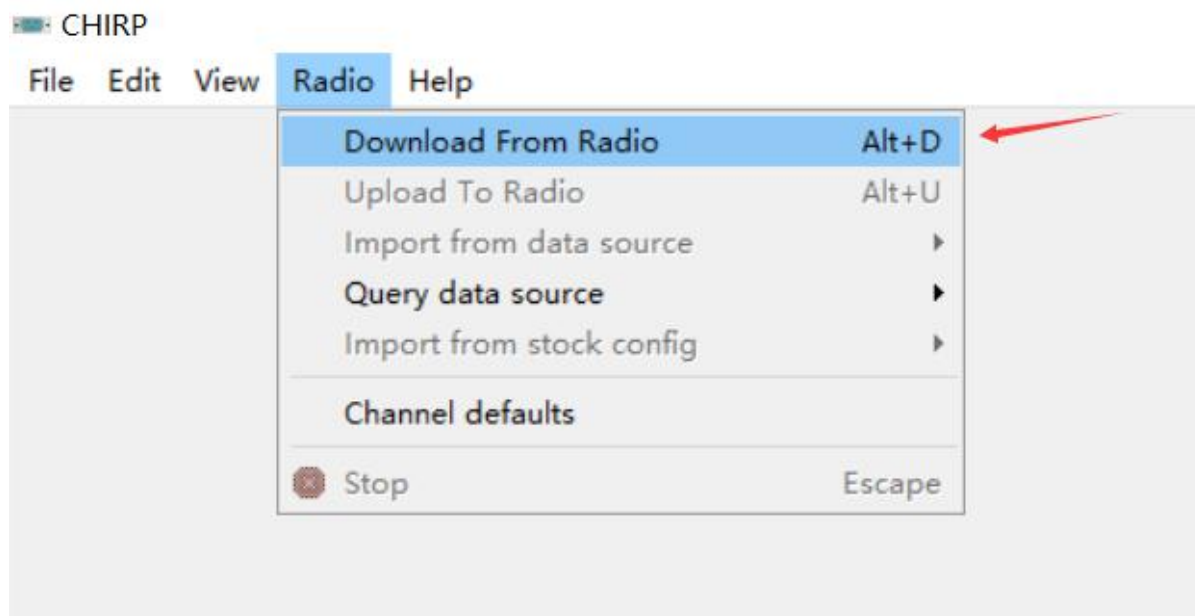 CHIRP
File Edit View Radio Help
Download From Radio Alt+D
Upload To Radio Alt+U
Import from data source
Query data source
Import from stock config
Channel defaults
Stop Escape